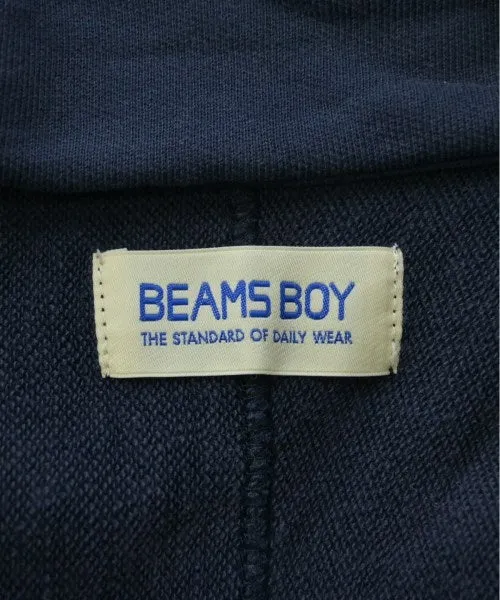 BEAMS BOY
THE STANDARD OF DAILY WEAR